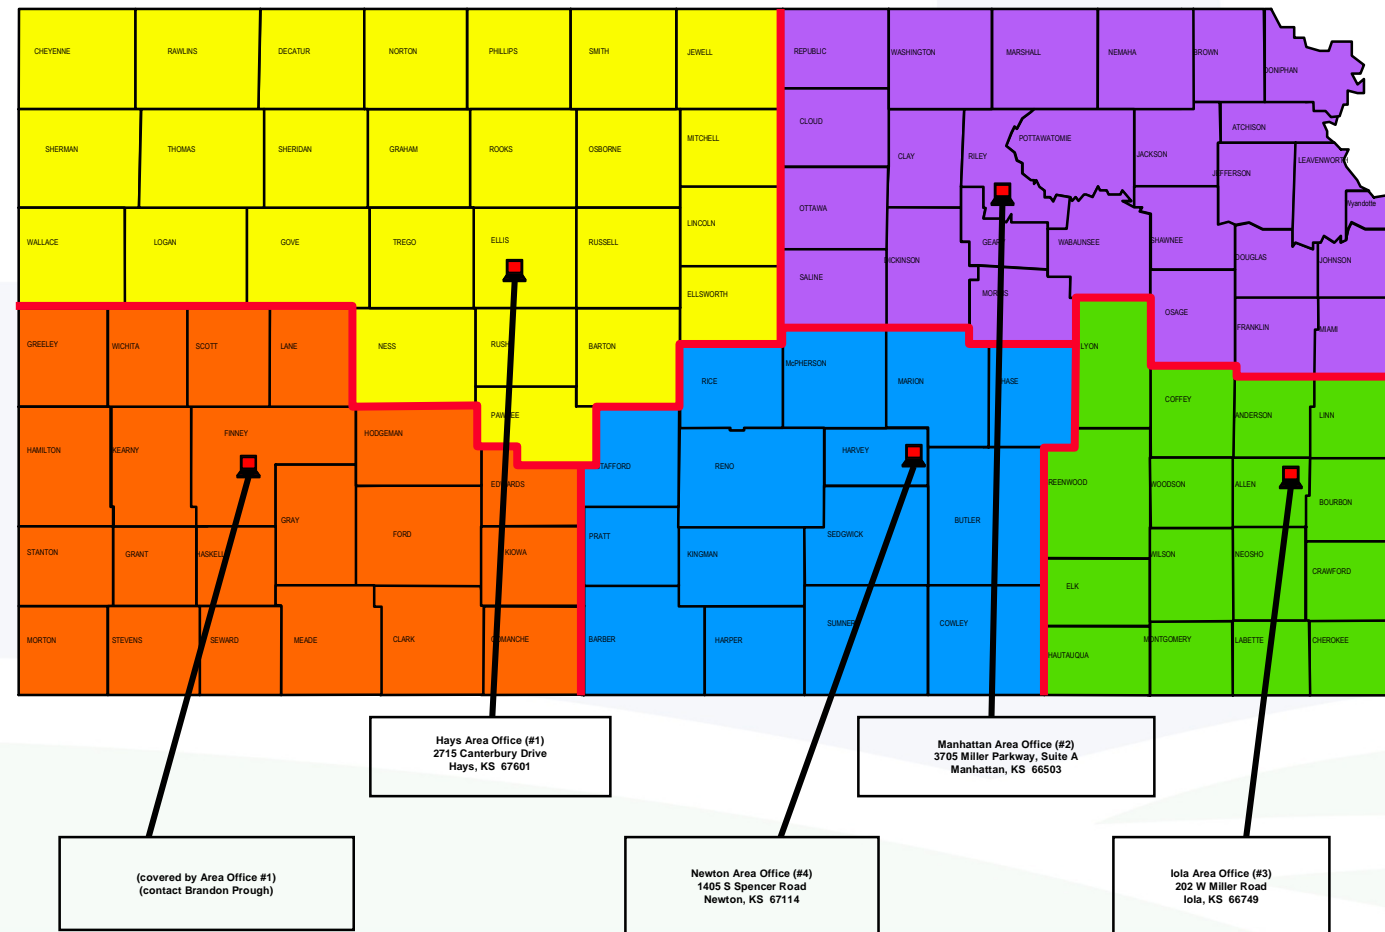 CHEYENNE
RAWLINS
DECATUR
NORTON
PHILLIPS
SMITH
JEWELL
REPUBLIC
WASHINGTON
MARSHALL
NEMAHA
BROWN
DONIPHAN
SHERMAN
THOMAS
SHERIDAN
GRAHAM
ROOKS
OSBORNE
MITCHELL
CLOUD
CLAY
RILEY
POTTAWATOMIE
JACKSON
ATCHISON
JEFFERSON
LEAVENWORTH
Wyandotte
WALLACE
LOGAN
GOVE
TREGO
ELLIS
RUSSELL
LINCOLN
OTTAWA
GEARY
WABAUNSEE
SHAWNEE
DOUGLAS
JOHNSON
ELLSWORTH
SALINE
DICKINSON
MORRIS
OSAGE
FRANKLIN
MIAMI
GREELEY
WICHITA
SCOTT
LANE
NESS
RUSH
BARTON
RICE
McPHERSON
MARION
HASE
LYON
COFFEY
ANDERSON
LINN
HAMILTON
KEARNY
FINNEY
HODGEMAN
PAWNEE
EDWARDS
TAFFORD
RENO
HARVEY
REENWOOD
WOODSON
ALLEN
BOURBON
GRAY
FORD
KIOWA
PRATT
KINGMAN
SEDGWICK
BUTLER
STANTON
GRANT
HASKELL
ELK
WILSON
NEOSHO
CRAWFORD
MORTON
STEVENS
SEWARD
MEADE
CLARK
COMANCHE
BARBER
HARPER
SUMNER
COWLEY
HAUTAUQUA
MONTGOMERY
LABETTE
CHEROKEE
Hays Area Office (#1)
2715 Canterbury Drive
Hays, KS 67601
Manhattan Area Office (#2)
3705 Miller Parkway, Suite A
Manhattan, KS 66503
(covered by Area Office #1)
(contact Brandon Prough)
Newton Area Office (#4)
1405 S Spencer Road
Newton, KS 67114
Iola Area Office (#3)
202 W Miller Road
Iola, KS 66749